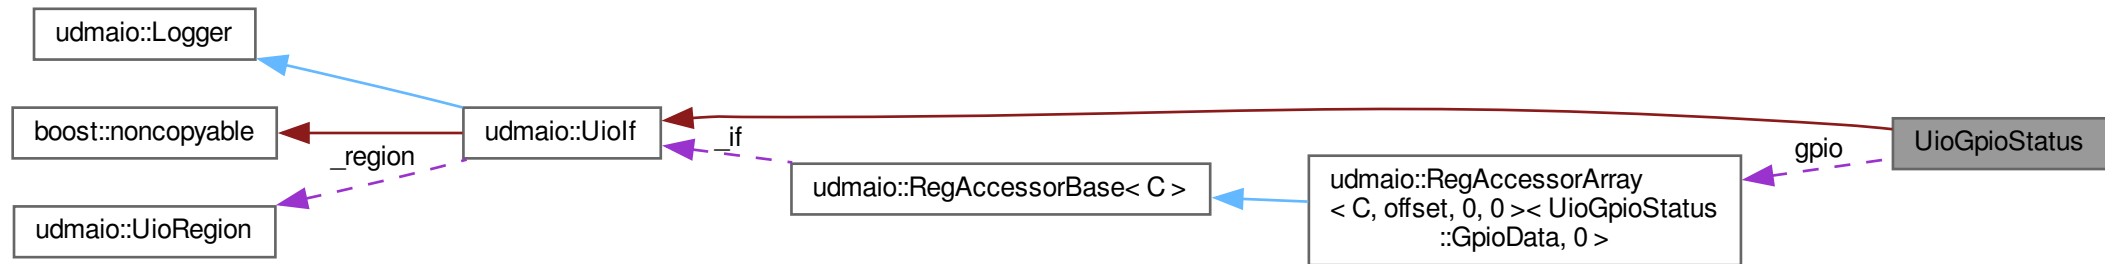 udmaio::Logger
boost::noncopyable
udmaio::UioIf
_if
_region
gpio
UioGpioStatus
udmaio::RegAccessorBase< C >
udmaio::RegAccessorArray
< C, offset, 0, 0 >< UioGpioStatus
::GpioData, 0 >
udmaio::UioRegion